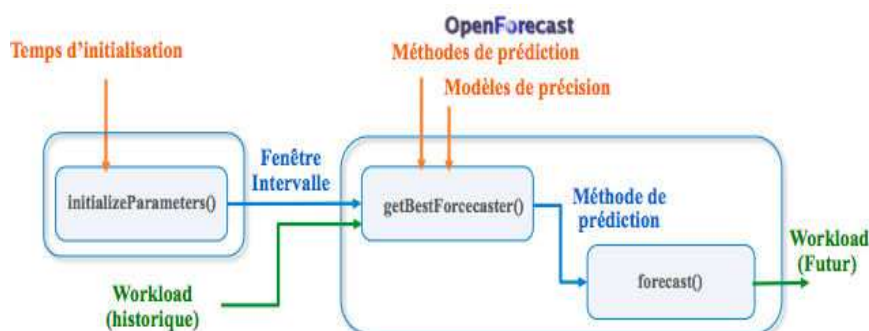 OpenForecast
Temps d'initialisation
Méthodes de prédiction
Modèles de précision
Fenêtre
Intervalle
initializeParameters()
getBestForcecaster()
Méthode de
prédiction
Workload
(Futur)
forecast()
Workload
(historique)